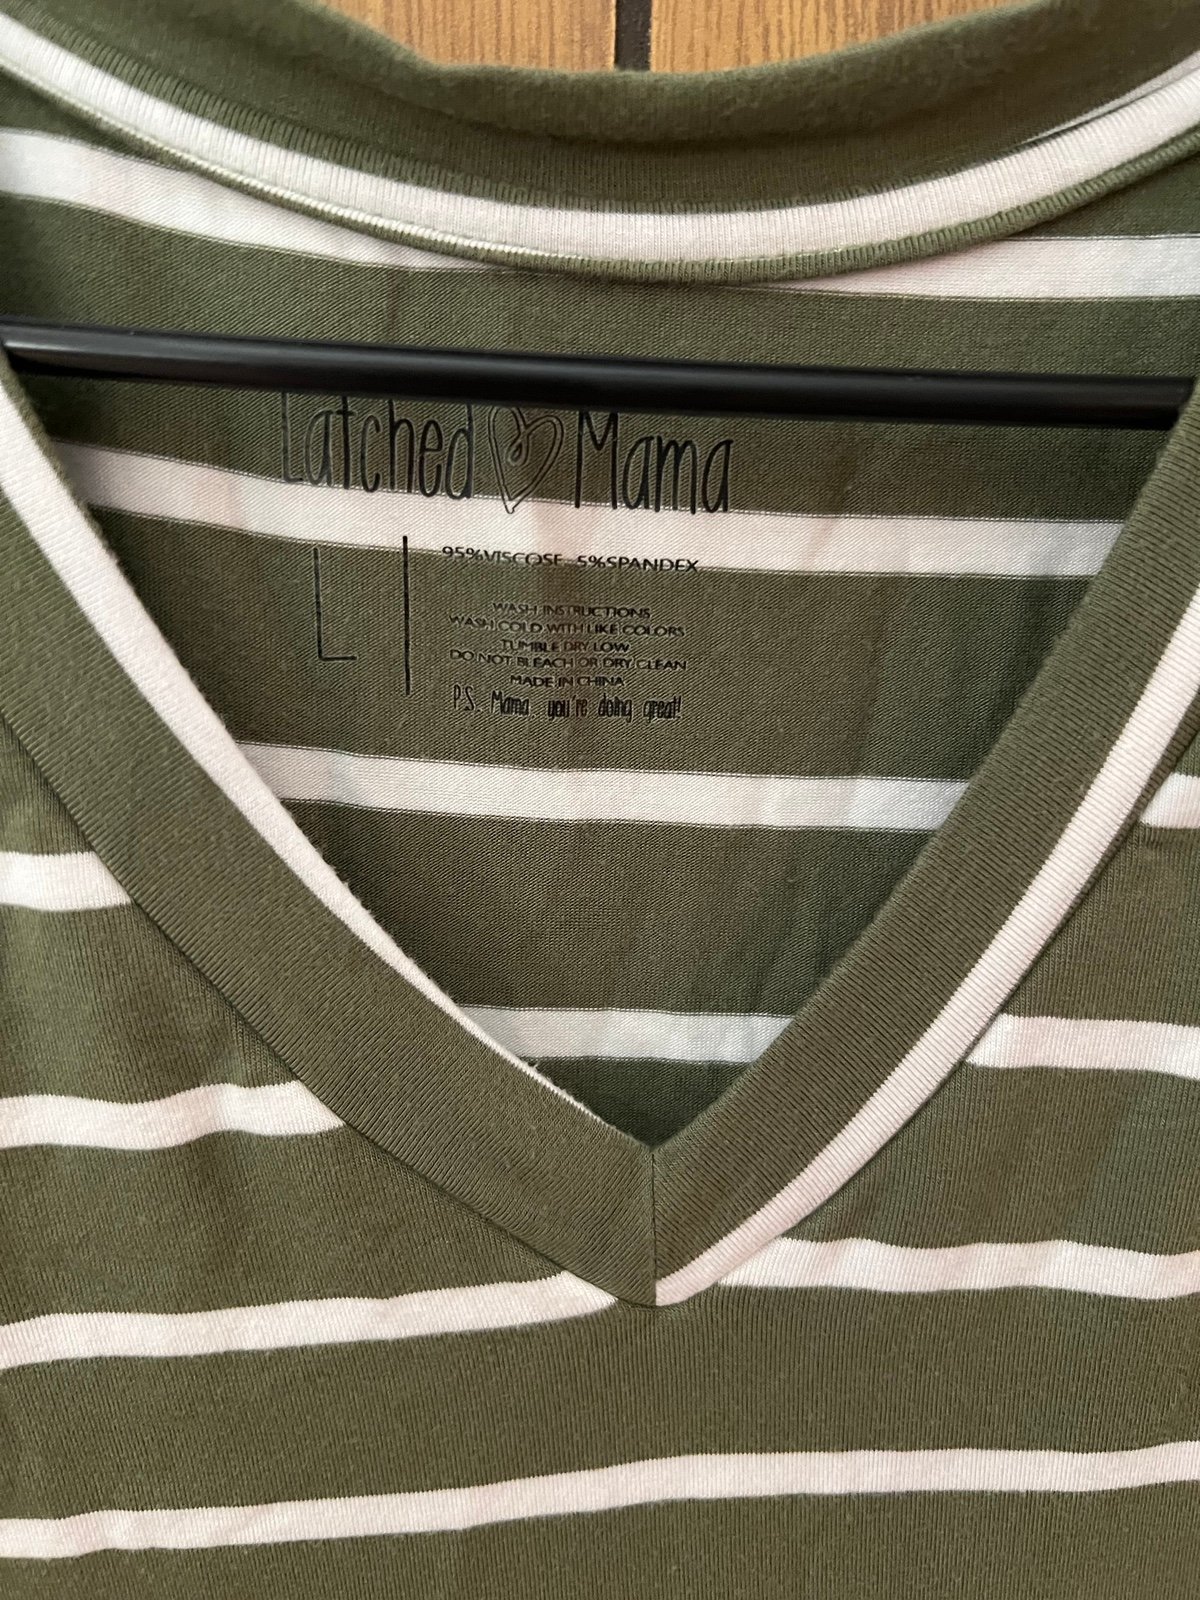 Latched Mama
L
95%VISCOSE 5%SPANDEX
WASH INSTRUCTIONS
WASH COLD WITH LIKE COLORS
TUMBLE DRY LOW
DO NOT BLEACH OR DRY CLEAN
MADE IN CHINA
P.S. Mama, you're doing great!